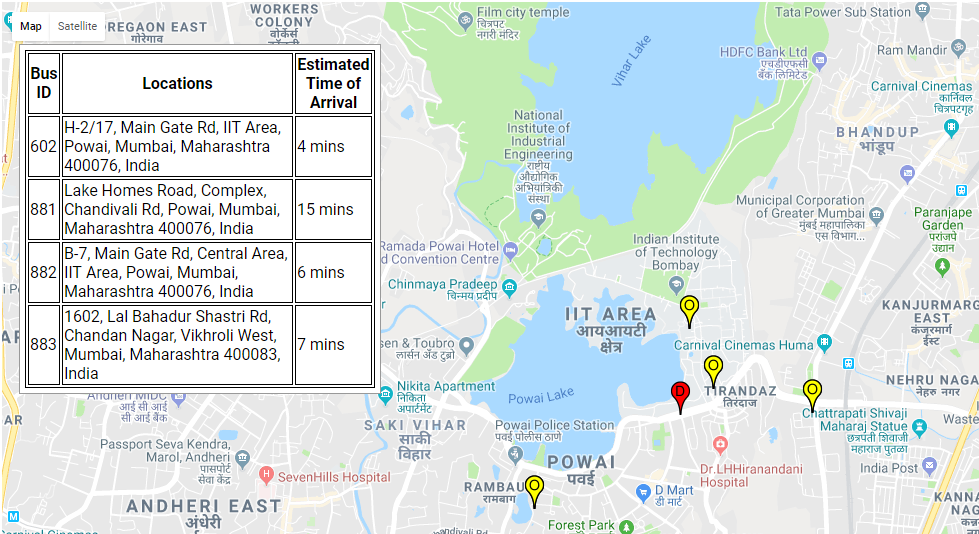 Map
Satellite
Bus ID
Locations
Estimated Time of Arrival
602
H-2/17, Main Gate Rd, IIT Area,
Powai, Mumbai, Maharashtra
400076, India
4 mins
881
Lake Homes Road, Complex,
Chandivali Rd, Powai, Mumbai,
Maharashtra 400076, India
15 mins
882
B-7, Main Gate Rd, Central Area,
IIT Area, Powai, Mumbai,
Maharashtra 400076, India
6 mins
883
1602, Lal Bahadur Shastri Rd,
Chandan Nagar, Vikhroli West,
Mumbai, Maharashtra 400083,
India
7 mins
OREGAON EAST
गोरेगाव
WORKERS
COLONY
वोर्कर्स
Film city temple
चित्रपट
नगरी मंदिर
Vihar Lake
Tata Power Sub Station
HDFC Bank Ltd
एचडीएफसी
बँक लिमिटेड
Ram Mandir
राम मंदिर
Carnival Cinemas
कार्निवल
चित्रपटगृह
BHANDUP
भांडूप
National
Institute of
Industrial
Engineering
राष्ट्रीय
औद्योगिक
अभियांत्रिकी
संस्था
Municipal Corporation
of Greater Mumbai
मुंबई महापालिका
एस विभाग...
Paranjape
Garden
परांजपे
उद्यान
Ramada Powai Hotel
d Convention Centre
Indian Institute
of Technology
Bombay
Chinmaya Pradeep
चिन्मय प्रदीप
IIT AREA
आयआयटी
क्षेत्र
KANJURMARG
EAST
कंजूरमार्ग
ईस्ट
Carnival Cinemas Huma
sen & Toubro
लार्सन अँड टुब्रो
O
O
O
D
TIRANDAZ
तिरंदाज
NEHRU NAGA
नेहरु नगर
Nikita Apartment
निकिता
अपार्टमेंट
Powai Lake
Andheri MIDC
आई सी आई
सी आई बैंक
Chattrapati Shivaji
Maharaj Statue
छत्रपती शिवाजी
महाराज पुतळा
Waste
SAKI VIHAR
साकी
विहार
Powai Police Station
पवई पोलीस ठाणे
Passport Seva Kendra,
Marol, Andheri
पासपोर्ट
सेवा केंद्र
SevenHills Hospital
POWAI
पवई
Dr.LHHiranandani
Hospital
India Post
RAMBAU
रामबाग
O
D Mart
डी मार्ट
ANDHERI EAST
अंधेरी
Forest Park
KANNA
NAG